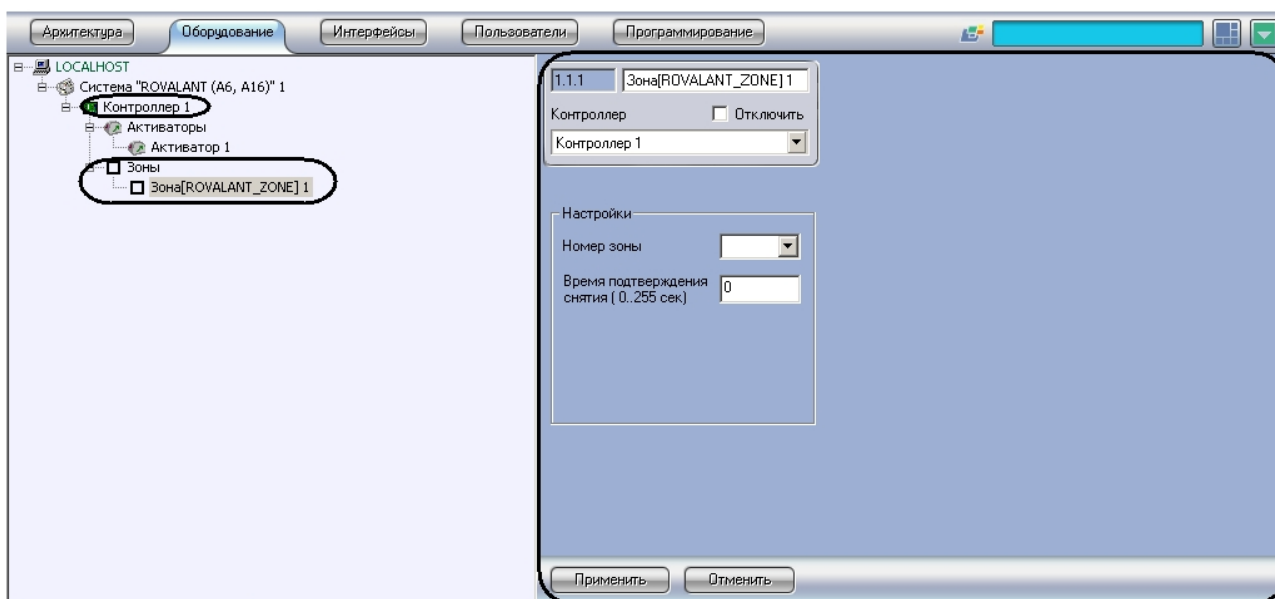 Архитектура Оборудование Интерфейсы Пользователи Программирование
LOCALHOST
Система "ROVALANT (A6, A16)" 1
Контроллер 1
Активаторы
Активатор 1
Зоны
Зона[ROVALANT_ZONE] 1
1.1.1 Зона[ROVALANT_ZONE] 1
Контроллер Отключить
Контроллер 1
Настройки
Номер зоны
Время подтверждения
снятия ( 0..255 сек) 0
Применить Отменить